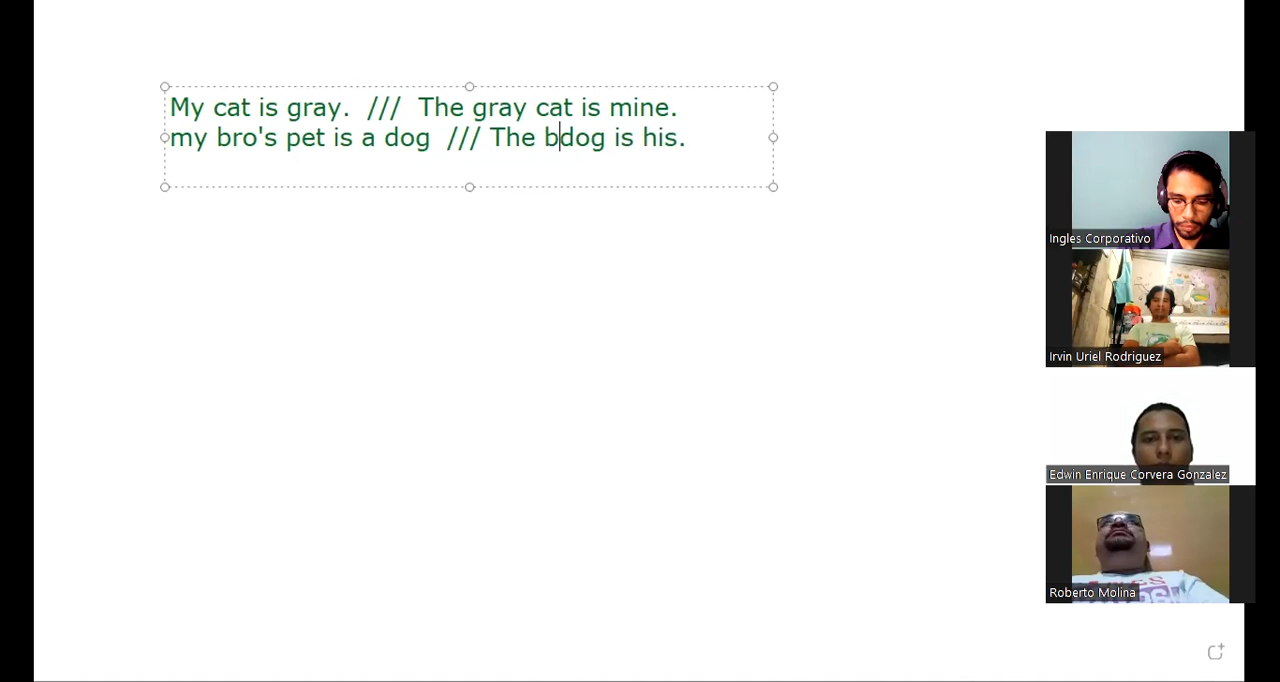 My cat is gray.  ///  The gray cat is mine.
my bro's pet is a dog  /// The bdog is his.
Ingles Corporativo
Irvin Uriel Rodriguez
Edwin Enrique Corvera Gonzalez
Roberto Molina